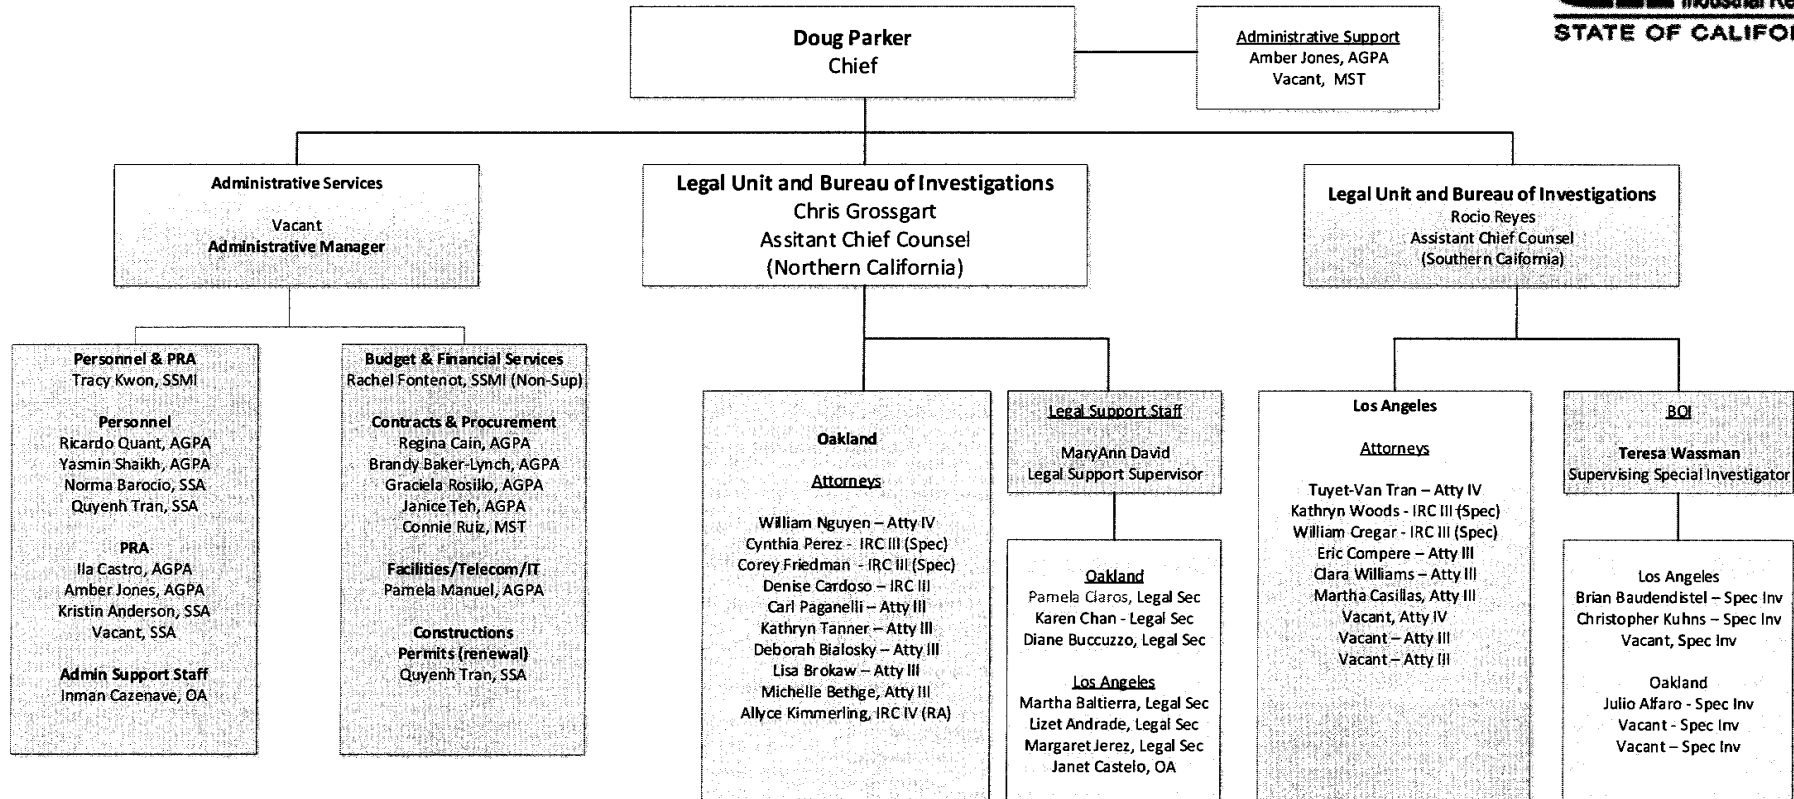 Industrial Re
STATE OF CALIFO
Doug Parker
Chief
Administrative Support
Amber Jones, AGPA
Vacant, MST
Administrative Services
Vacant
Administrative Manager
Legal Unit and Bureau of Investigations
Chris Grossgart
Assitant Chief Counsel
(Northern California)
Legal Unit and Bureau of Investigations
Rocio Reyes
Assistant Chief Counsel
(Southern Caifornia)
Personnel & PRA
Tracy Kwon, SSMI
Personnel
Ricardo Quant, AGPA
Yasmin Shaikh, AGPA
Norma Barocio, SSA
Quyenh Tran, SSA
PRA
Ila Castro, AGPA
Amber Jones, AGPA
Kristin Anderson, SSA
Vacant, SSA
Admin Support Staff
Inman Cazenave, OA
Budget & Financial Services
Rachel Fontenot, SSMI (Non-Sup)
Contracts & Procurement
Regina Cain, AGPA
Brandy Baker-Lynch, AGPA
Graciela Rosillo, AGPA
Janice Teh, AGPA
Connie Ruiz, MST
Facilities/Telecom/IT
Pamela Manuel, AGPA
Constructions
Permits (renewal)
Quyenh Tran, SSA
Oakland
Attorneys
William Nguyen – Atty IV
Cynthia Perez - IRC III (Spec)
Corey Friedman - IRC III (Spec)
Denise Cardoso – IRC III
Carl Paganelli – Atty III
Kathryn Tanner – Atty III
Deborah Bialosky – Atty III
Lisa Brokaw – Atty III
Michelle Bethge, Atty III
Allyce Kimmerling, IRC IV (RA)
Legal Support Staff
MaryAnn David
Legal Support Supervisor
Oakland
Pamela Claros, Legal Sec
Karen Chan - Legal Sec
Diane Buccuzzo, Legal Sec
Los Angeles
Martha Baltierra, Legal Sec
Lizet Andrade, Legal Sec
Margaret Jerez, Legal Sec
Janet Castelo, OA
Los Angeles
Attorneys
Tuyet-Van Tran – Atty IV
Kathryn Woods - IRC III (Spec)
William Cregar - IRC III (Spec)
Eric Compere – Atty III
Clara Williams – Atty III
Martha Casillas, Atty III
Vacant, Atty IV
Vacant – Atty III
Vacant – Atty III
BOI
Teresa Wassman
Supervising Special Investigator
Los Angeles
Brian Baudendistel – Spec Inv
Christopher Kuhns – Spec Inv
Vacant, Spec Inv
Oakland
Julio Alfaro - Spec Inv
Vacant - Spec Inv
Vacant – Spec Inv